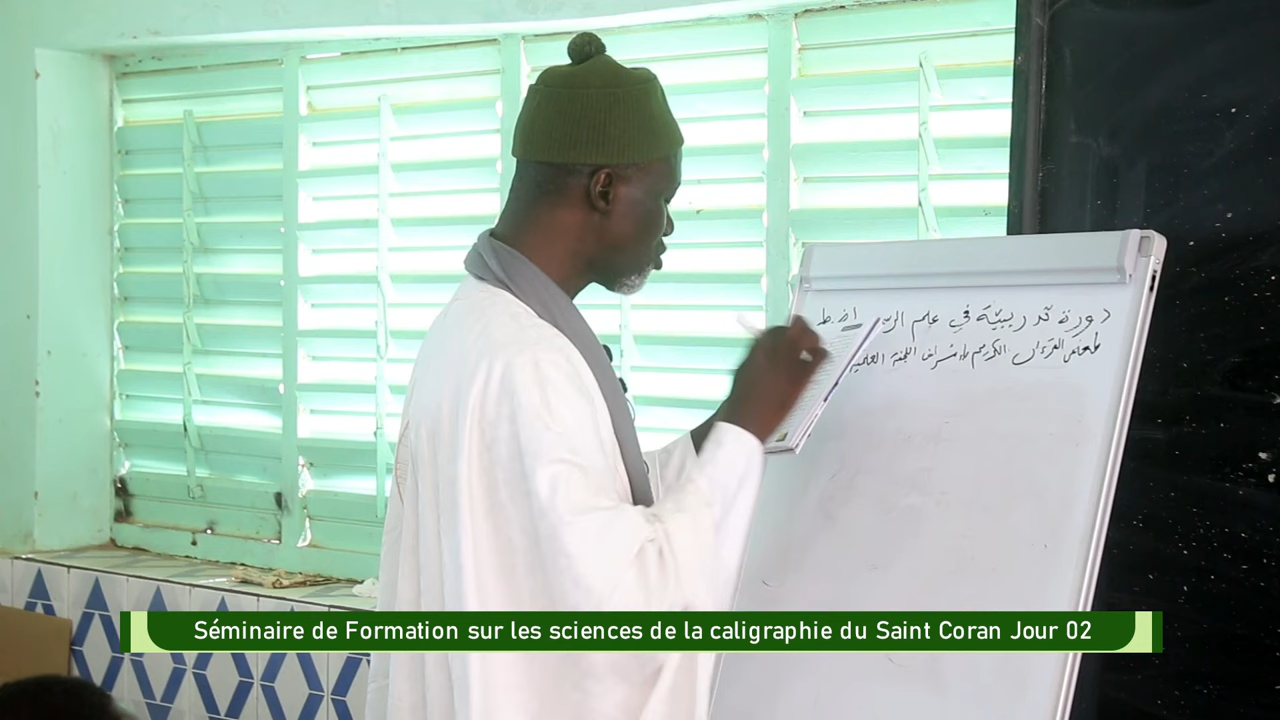 دورة تدريبية في علم الرسم
لمعلمي القرءان الكريم بإشراف اللجنة العلمية
Séminaire de Formation sur les sciences de la caligraphie du Saint Coran Jour 02